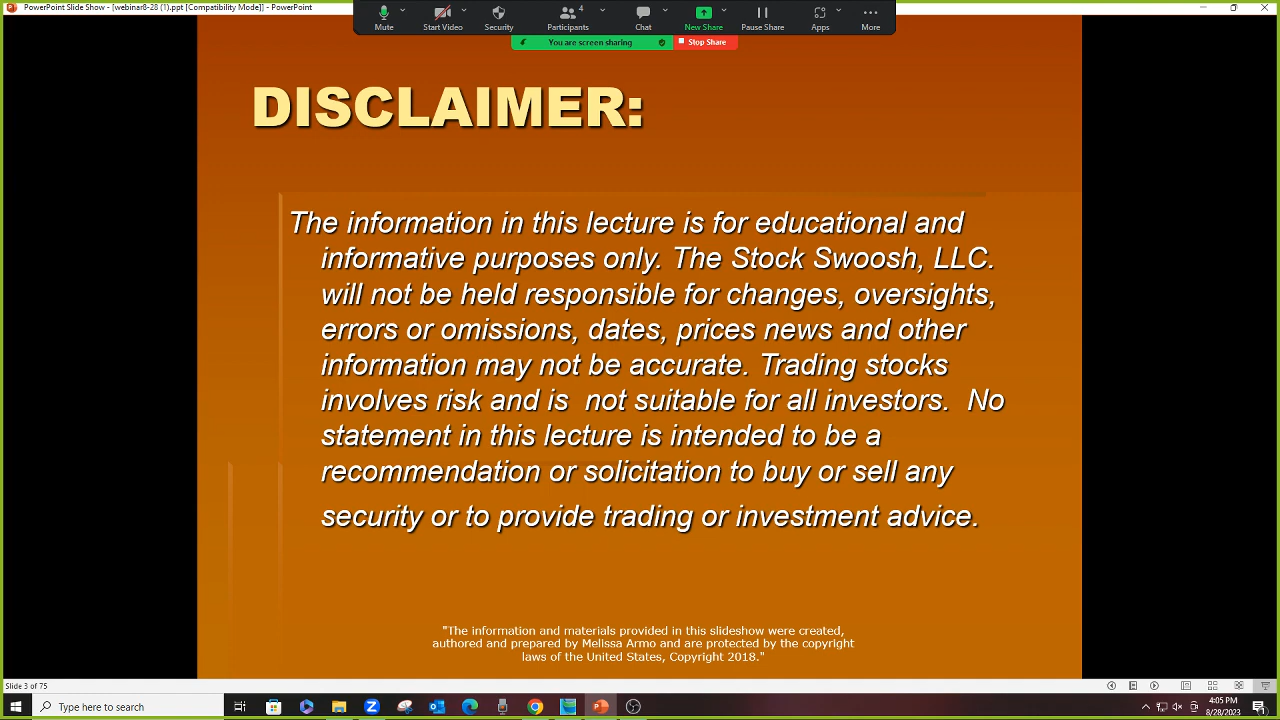 PowerPoint Slide Show - [webinar8-28 (1).ppt [Compatibility Mode]] - PowerPoint
Mute
Start Video
Security
4
Participants
Chat
New Share
Pause Share
Apps
More
You are screen sharing
Stop Share
DISCLAIMER:
The information in this lecture is for educational and
informative purposes only. The Stock Swoosh, LLC.
will not be held responsible for changes, oversights,
errors or omissions, dates, prices news and other
information may not be accurate. Trading stocks
involves risk and is  not suitable for all investors.  No
statement in this lecture is intended to be a
recommendation or solicitation to buy or sell any
security or to provide trading or investment advice.
"The information and materials provided in this slideshow were created,
authored and prepared by Melissa Armo and are protected by the copyright
laws of the United States, Copyright 2018."
Slide 3 of 75
Type here to search
4:05 PM
8/28/2023